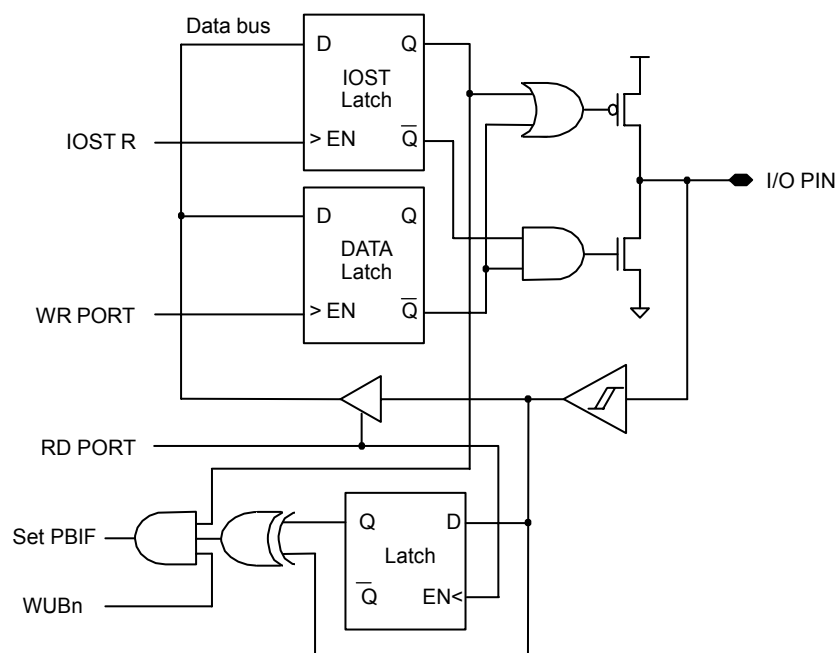 Data bus
D
Q
IOST
Latch
IOST R
> EN
Q̅
I/O PIN
D
Q
DATA
Latch
WR PORT
> EN
Q̅
RD PORT
Set PBIF
Q
D
Latch
WUBn
Q̅
EN<